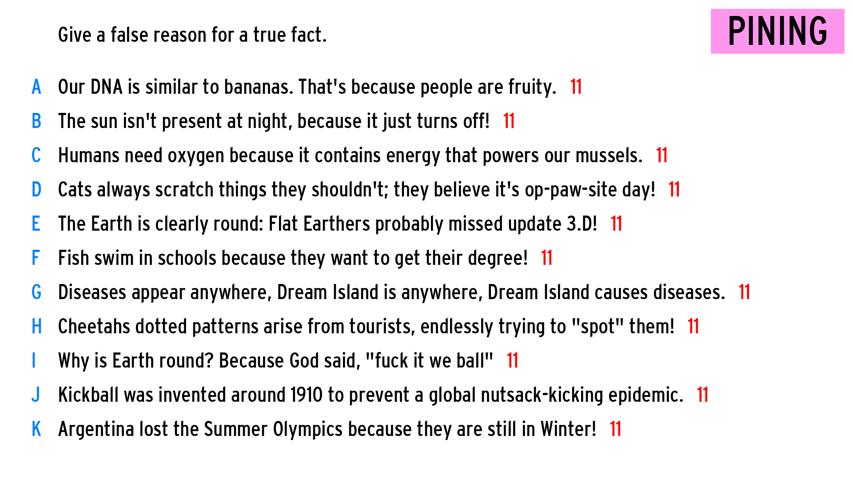 Give a false reason for a true fact.
PINING
A Our DNA is similar to bananas. That's because people are fruity. 11
B The sun isn't present at night, because it just turns off! 11
C Humans need oxygen because it contains energy that powers our mussels. 11
D Cats always scratch things they shouldn't; they believe it's op-paw-site day! 11
E The Earth is clearly round: Flat Earthers probably missed update 3.D! 11
F Fish swim in schools because they want to get their degree! 11
G Diseases appear anywhere, Dream Island is anywhere, Dream Island causes diseases. 11
H Cheetahs dotted patterns arise from tourists, endlessly trying to "spot" them! 11
I Why is Earth round? Because God said, "fuck it we ball" 11
J Kickball was invented around 1910 to prevent a global nutsack-kicking epidemic. 11
K Argentina lost the Summer Olympics because they are still in Winter! 11